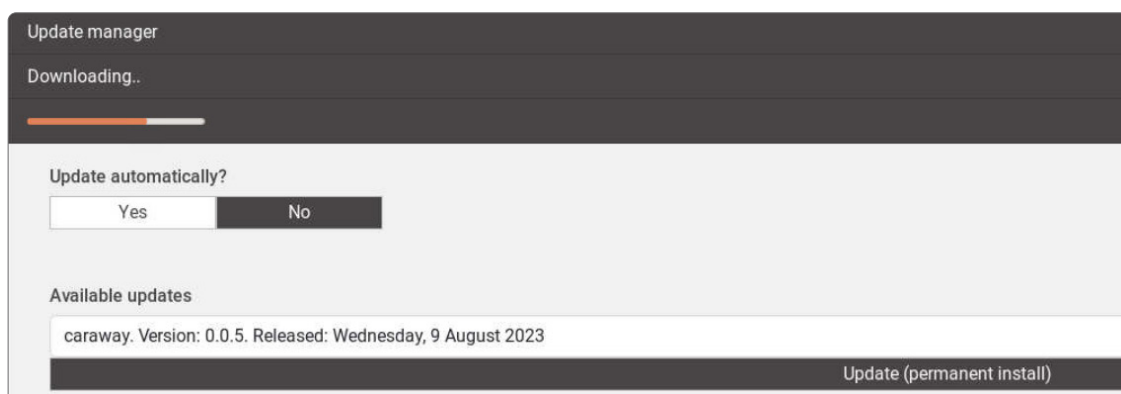 Update manager
Downloading..
Update automatically?
Yes No
Available updates
caraway. Version: 0.0.5. Released: Wednesday, 9 August 2023
Update (permanent install)